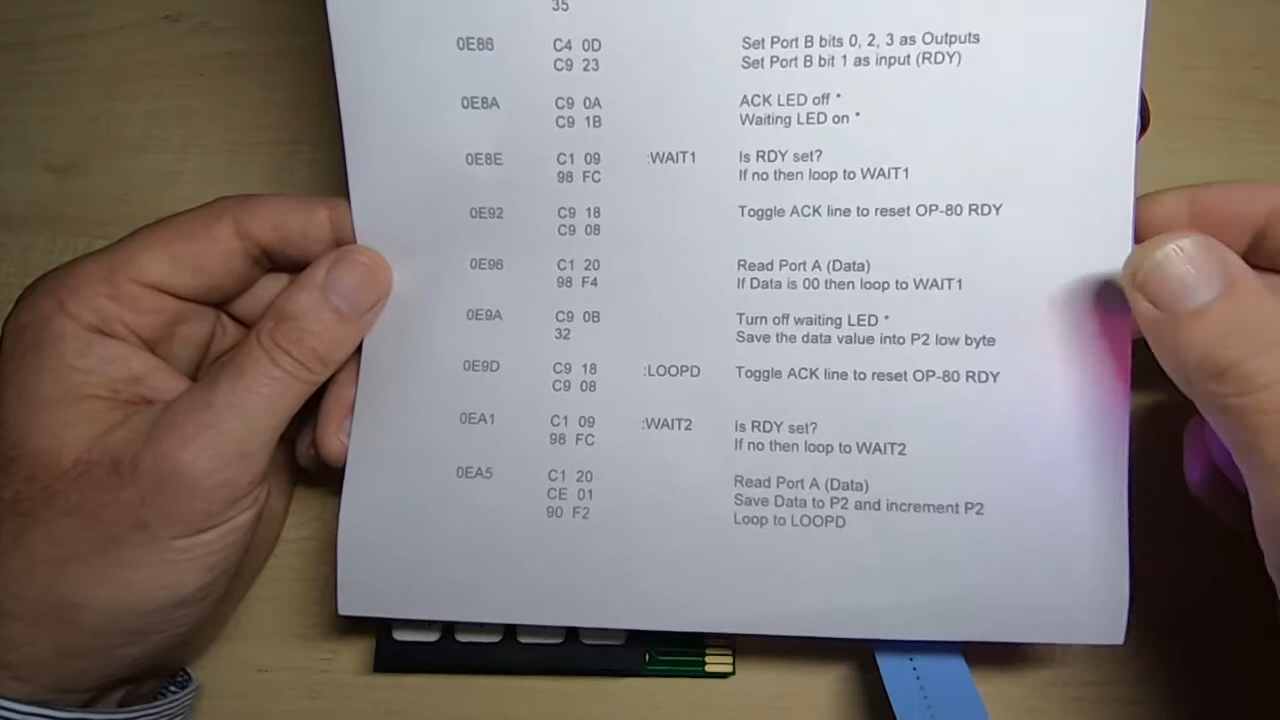 35
0E86 C4 0D Set Port B bits 0, 2, 3 as Outputs
C9 23 Set Port B bit 1 as input (RDY)
0E8A C9 0A ACK LED off *
C9 1B Waiting LED on *
0E8E C1 09 :WAIT1 Is RDY set?
98 FC If no then loop to WAIT1
0E92 C9 18 Toggle ACK line to reset OP-80 RDY
C9 08
0E96 C1 20 Read Port A (Data)
98 F4 If Data is 00 then loop to WAIT1
0E9A C9 0B Turn off waiting LED *
32 Save the data value into P2 low byte
0E9D C9 18 :LOOPD Toggle ACK line to reset OP-80 RDY
C9 08
0EA1 C1 09 :WAIT2 Is RDY set?
98 FC If no then loop to WAIT2
0EA5 C1 20 Read Port A (Data)
CE 01 Save Data to P2 and increment P2
90 F2 Loop to LOOPD